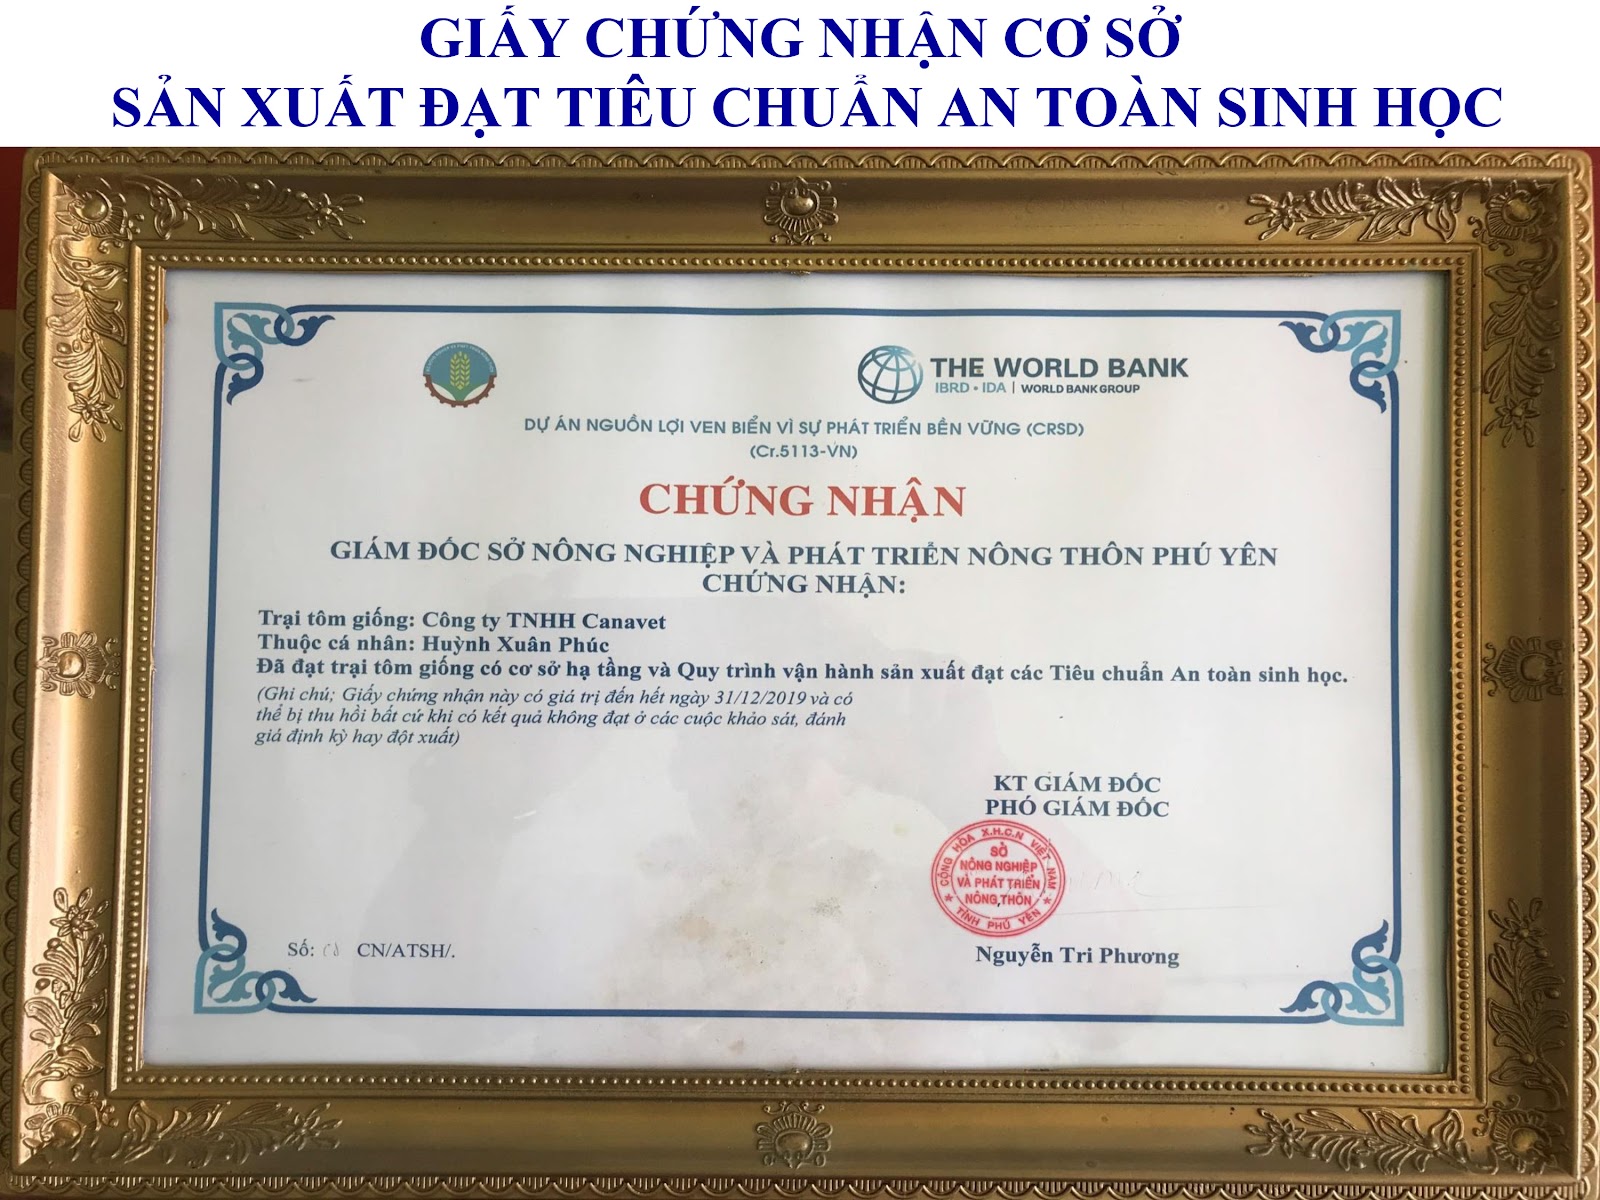 GIẤY CHỨNG NHẬN CƠ SỞ
SẢN XUẤT ĐẠT TIÊU CHUẨN AN TOÀN SINH HỌC
THE WORLD BANK
IBRD • IDA | WORLD BANK GROUP
DỰ ÁN NGUỒN LỢI VEN BIỂN VÌ SỰ PHÁT TRIỂN BỀN VỮNG (CRSD)
(Cr.5113-VN)
CHỨNG NHẬN
GIÁM ĐỐC SỞ NÔNG NGHIỆP VÀ PHÁT TRIỄN NÔNG THÔN PHÚ YÊN
CHỨNG NHẬN:
Trại tôm giống: Công ty TNHH Canavet
Thuộc cá nhân: Huỳnh Xuân Phúc
Đã đạt trại tôm giống có cơ sở hạ tầng và Quy trình vận hành sản xuất đạt các Tiêu chuẩn An toàn sinh học.
(Ghi chú; Giấy chứng nhận này có giá trị đến hết ngày 31/12/2019 và có
thể bị thu hồi bất cứ khi có kết quả không đạt ở các cuộc khảo sát, đánh
giá định kỳ hay đột xuất)
KT GIÁM ĐỐC
PHÓ GIÁM ĐỐC
CỘNG HÒA X.H.C.N VIỆT NAM
SỞ
NÔNG NGHIỆP
VÀ PHÁT TRIỂN
NÔNG THÔN
TỈNH PHÚ YÊN
Nguyễn Tri Phương
Số: CN/ATSH/.